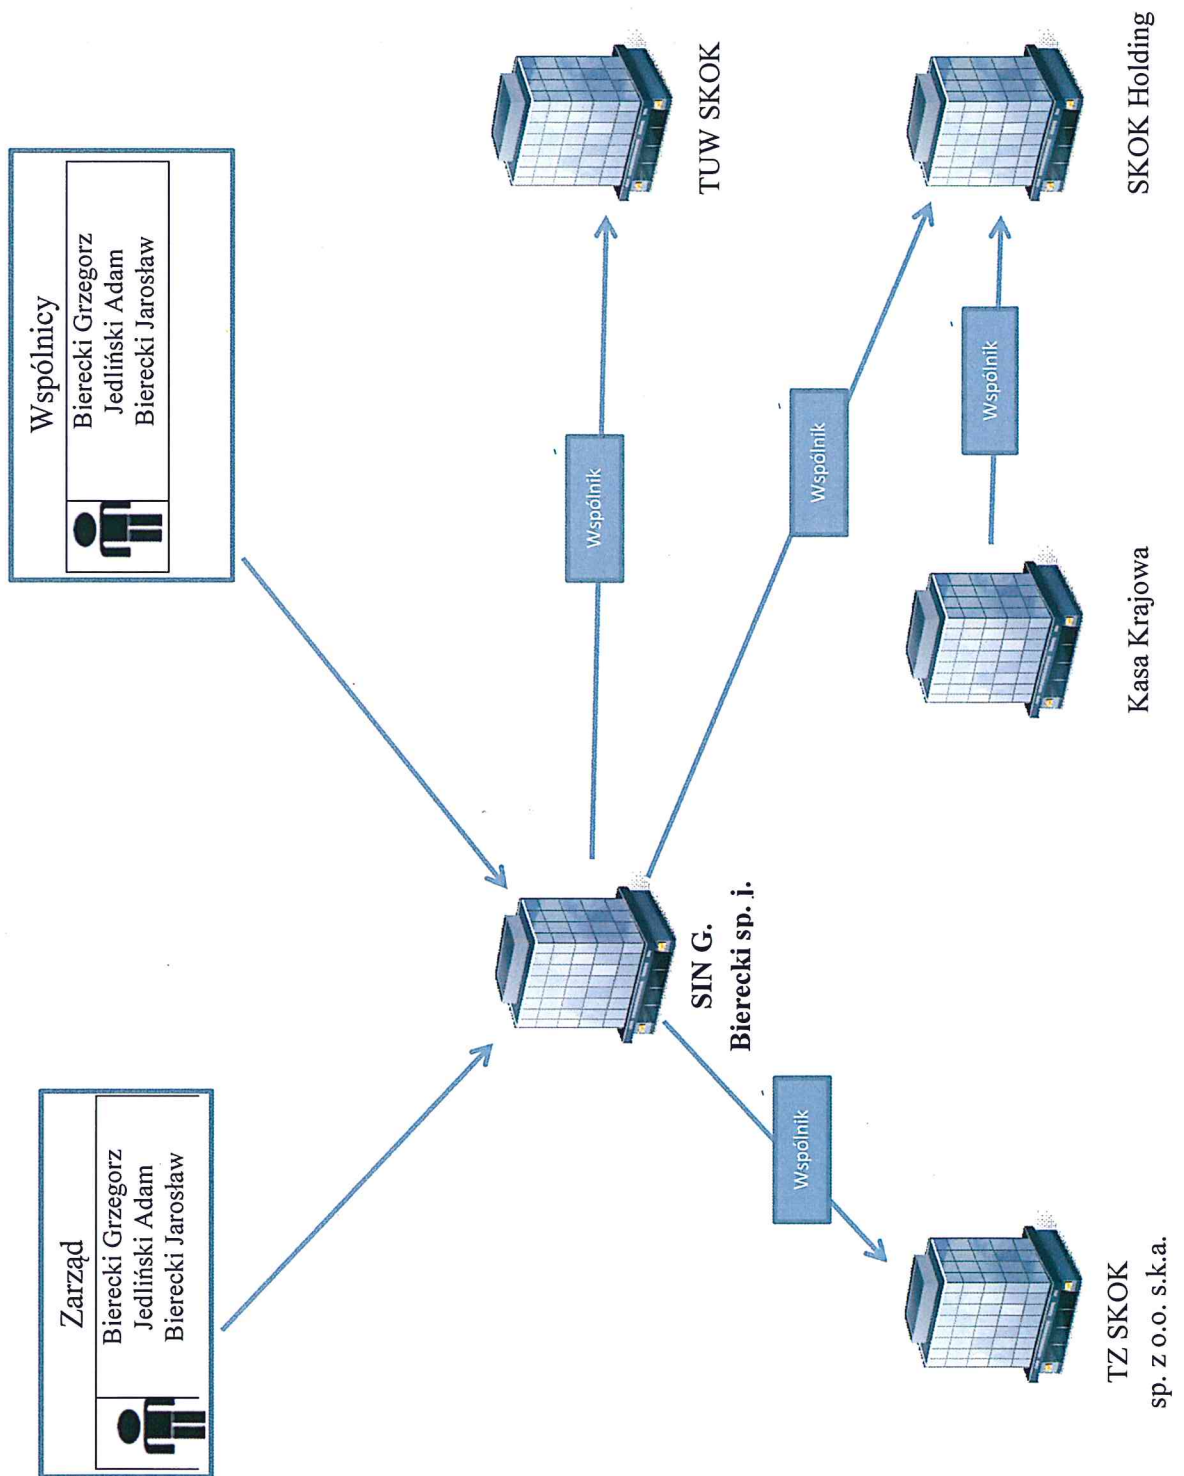 Zarząd
Bierecki Grzegorz
Jedliński Adam
Bierecki Jarosław
Wspólnicy
Bierecki Grzegorz
Jedliński Adam
Bierecki Jarosław
SIN G.
Bierecki sp. j.
Wspólnik
TUW SKOK
Wspólnik
Wspólnik
Wspólnik
TZ SKOK
sp. z o.o. s.k.a.
Kasa Krajowa
SKOK Holding